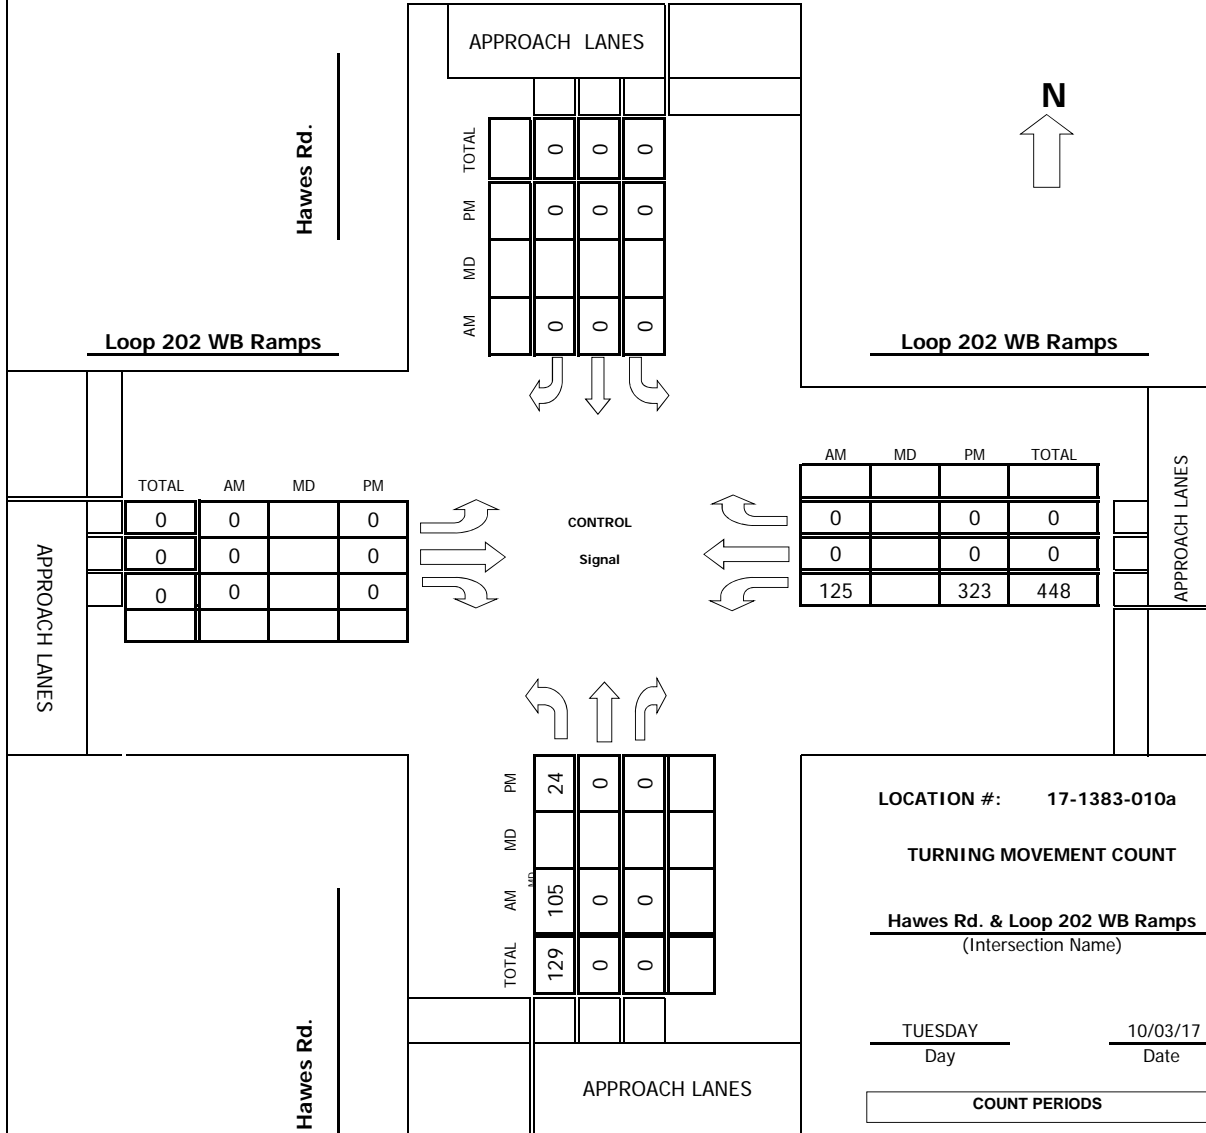 APPROACH LANES
N
Hawes Rd.
TOTAL 0 0 0
PM 0 0 0
MD
AM 0 0 0
Loop 202 WB Ramps
Loop 202 WB Ramps
AM MD PM TOTAL
0 0 0
0 0 0
125 323 448
APPROACH LANES
TOTAL AM MD PM
0 0 0
0 0 0
0 0 0
APPROACH LANES
CONTROL
Signal
PM 24 0 0
MD
MD
AM 105 0 0
TOTAL 129 0 0
APPROACH LANES
Hawes Rd.
LOCATION #: 17-1383-010a
TURNING MOVEMENT COUNT
Hawes Rd. & Loop 202 WB Ramps
(Intersection Name)
TUESDAY 10/03/17
Day Date
COUNT PERIODS